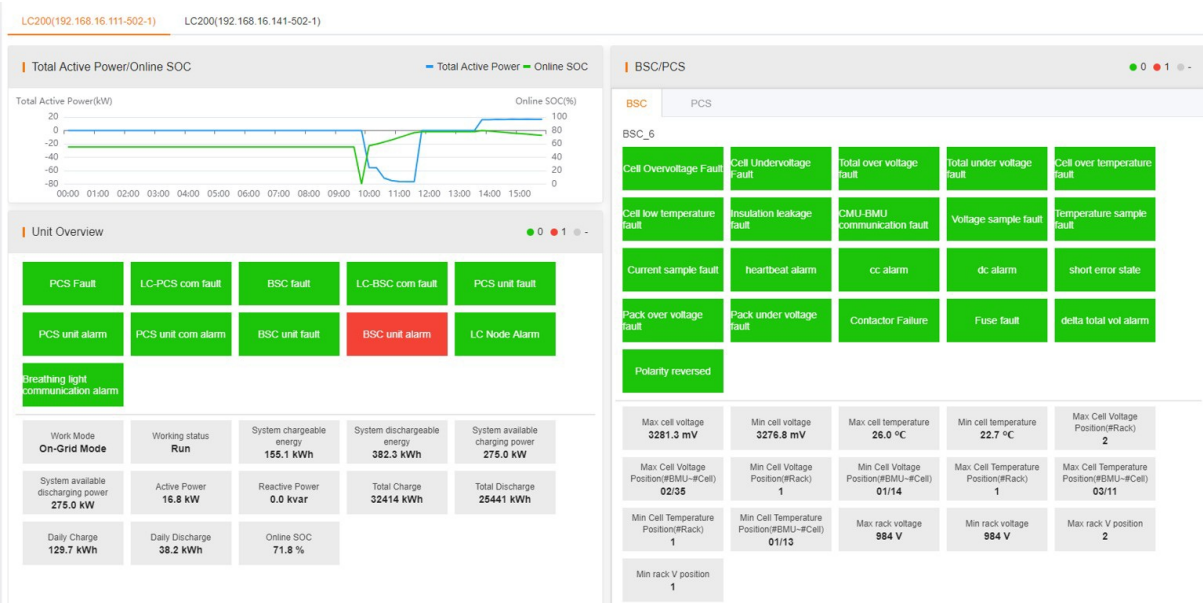 LC200(192.168.16.111-502-1) LC200(192.168.16.141-502-1)
Total Active Power/Online SOC
Total Active Power Online SOC
Total Active Power(kW) Online SOC(%)
20 100
0 80
-20 60
-40 40
-60 20
-80 0
00:00 01:00 02:00 03:00 04:00 05:00 06:00 07:00 08:00 09:00 10:00 11:00 12:00 13:00 14:00 15:00
Unit Overview
0 1 -
PCS Fault LC-PCS com fault BSC fault LC-BSC com fault PCS unit fault
PCS unit alarm PCS unit com alarm BSC unit fault BSC unit alarm LC Node Alarm
Breathing light
communication alarm
Work Mode
On-Grid Mode
Working status
Run
System chargeable
energy
155.1 kWh
System dischargeable
energy
382.3 kWh
System available
charging power
275.0 kW
System available
discharging power
275.0 kW
Active Power
16.8 kW
Reactive Power
0.0 kvar
Total Charge
32414 kWh
Total Discharge
25441 kWh
Daily Charge
129.7 kWh
Daily Discharge
38.2 kWh
Online SOC
71.8 %
BSC/PCS
0 1 -
BSC PCS
BSC_6
Cell Overvoltage Fault
Cell Undervoltage
Fault
Total over voltage
fault
Total under voltage
fault
Cell over temperature
fault
Cell low temperature
fault
Insulation leakage
fault
CMU-BMU
communication fault
Voltage sample fault
Temperature sample
fault
Current sample fault heartbeat alarm cc alarm dc alarm short error state
Pack over voltage
fault
Pack under voltage
fault
Contactor Failure
Fuse fault
delta total vol alarm
Polarity reversed
Max cell voltage
3281.3 mV
Min cell voltage
3276.8 mV
Max cell temperature
26.0 °C
Min cell temperature
22.7 °C
Max Cell Voltage
Position(#Rack)
2
Max Cell Voltage
Position(#BMU~#Cell)
02/35
Min Cell Voltage
Position(#Rack)
1
Min Cell Voltage
Position(#BMU~#Cell)
01/14
Max Cell Temperature
Position(#Rack)
1
Max Cell Temperature
Position(#BMU~#Cell)
03/11
Min Cell Temperature
Position(#Rack)
1
Min Cell Temperature
Position(#BMU~#Cell)
01/13
Max rack voltage
984 V
Min rack voltage
984 V
Max rack V position
2
Min rack V position
1